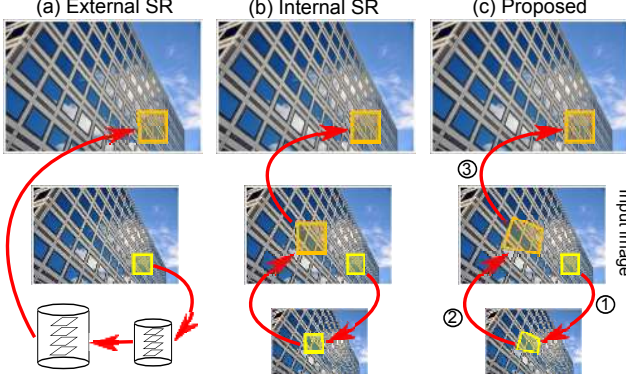 (a) External SR
(b) Internal SR
(c) Proposed
③
Input image
②
①